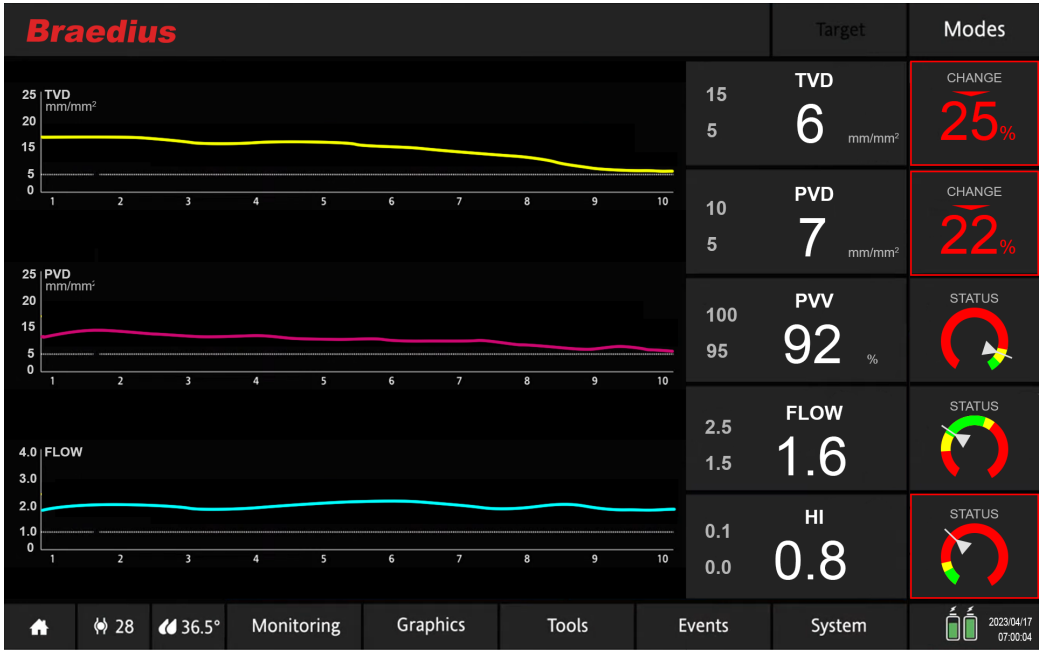 Braedius
Target
Modes
25 TVD
mm/mm²
20
15
5
0
1 2 3 4 5 6 7 8 9 10
15
5
TVD
6 mm/mm²
CHANGE
25%
10
5
PVD
7 mm/mm²
CHANGE
22%
25 PVD
mm/mm²
20
15
5
0
1 2 3 4 5 6 7 8 9 10
100
95
PVV
92 %
STATUS
2.5
1.5
FLOW
1.6
STATUS
4.0 FLOW
3.0
2.0
1.0
0
1 2 3 4 5 6 7 8 9 10
0.1
0.0
HI
0.8
STATUS
28
36.5°
Monitoring
Graphics
Tools
Events
System
2023/04/17
07:00:04